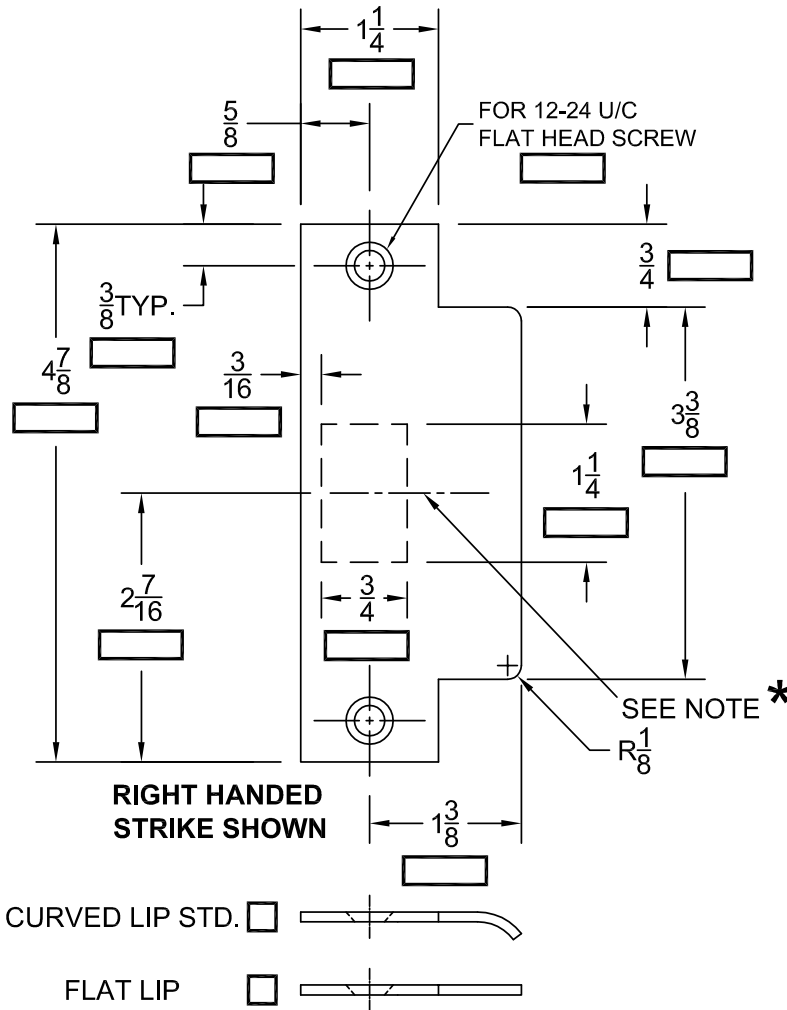 1 1/4
5/8
FOR 12-24 U/C
FLAT HEAD SCREW
3/4
3/8 TYP.
4 7/8
3/16
3 3/8
1 1/4
2 7/16
3/4
SEE NOTE *
R1/8
RIGHT HANDED
STRIKE SHOWN
1 3/8
CURVED LIP STD.
FLAT LIP